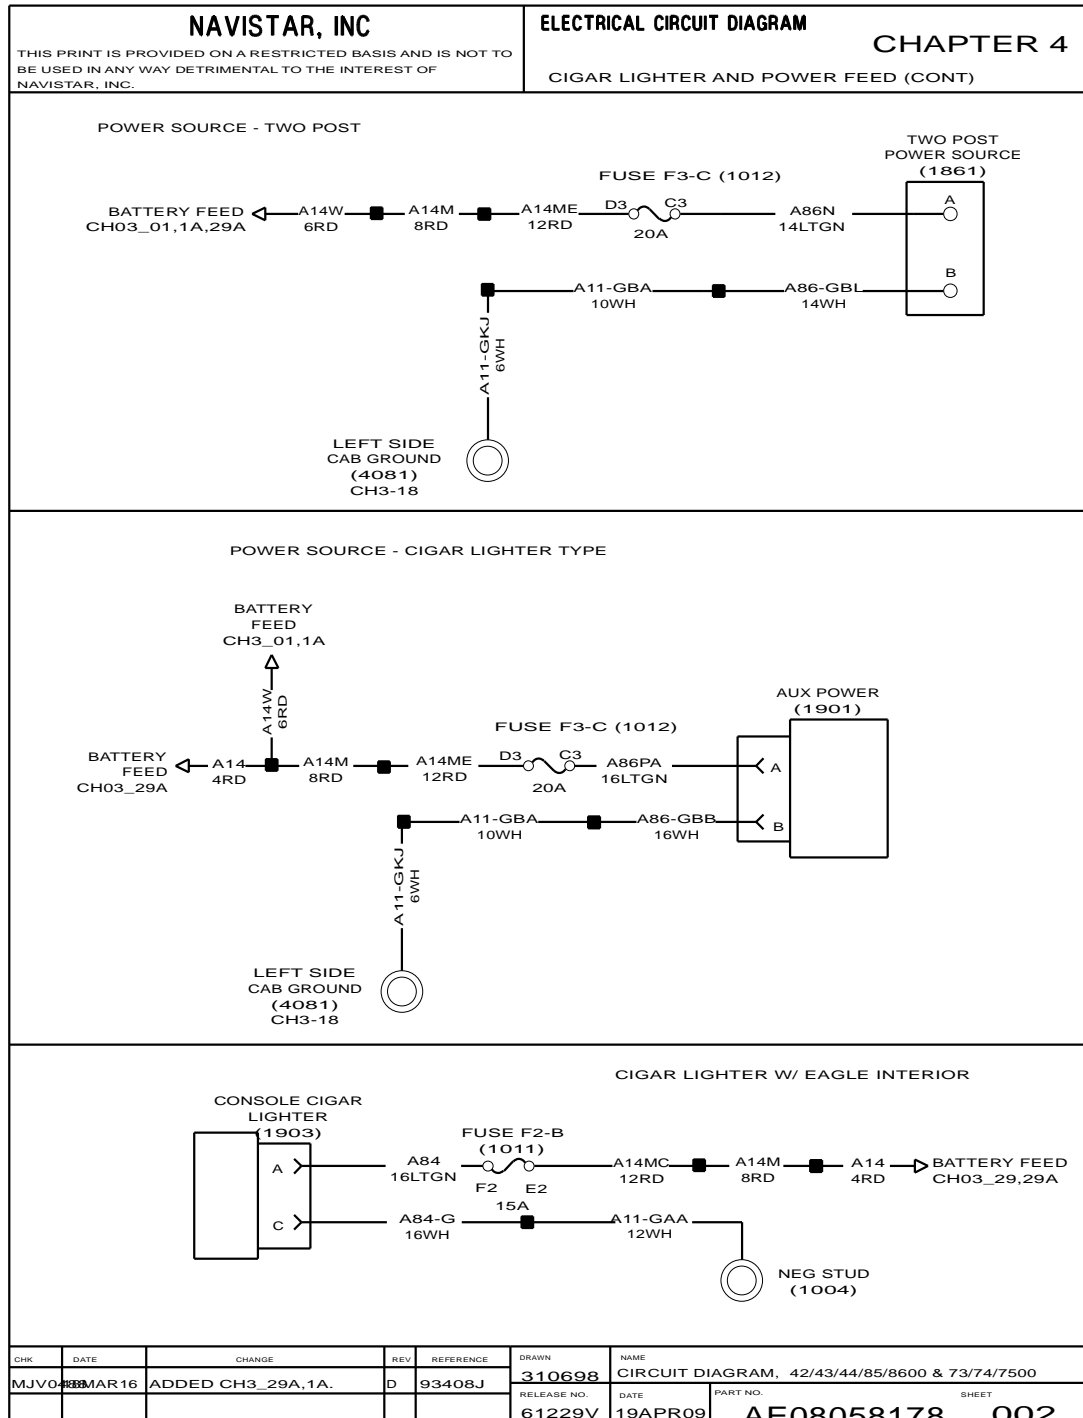 NAVISTAR, INC
THIS PRINT IS PROVIDED ON A RESTRICTED BASIS AND IS NOT TO
BE USED IN ANY WAY DETRIMENTAL TO THE INTEREST OF
NAVISTAR, INC.
ELECTRICAL CIRCUIT DIAGRAM
CHAPTER 4
CIGAR LIGHTER AND POWER FEED (CONT)
POWER SOURCE - TWO POST
TWO POST
POWER SOURCE
(1861)
FUSE F3-C (1012)
BATTERY FEED
CH03_01,1A,29A
A14W
6RD
A14M
8RD
A14ME
12RD
D3
C3
20A
A86N
14LTGN
A
B
A11-GBA
10WH
A86-GBL
14WH
A11-GKJ
6WH
LEFT SIDE
CAB GROUND
(4081)
CH3-18
POWER SOURCE - CIGAR LIGHTER TYPE
BATTERY
FEED
CH3_01,1A
A14W
6RD
AUX POWER
(1901)
FUSE F3-C (1012)
BATTERY
FEED
CH03_29A
A14
4RD
A14M
8RD
A14ME
12RD
D3
C3
20A
A86PA
16LTGN
A
B
A11-GBA
10WH
A86-GBB
16WH
A11-GKJ
6WH
LEFT SIDE
CAB GROUND
(4081)
CH3-18
CIGAR LIGHTER W/ EAGLE INTERIOR
CONSOLE CIGAR
LIGHTER
(1903)
FUSE F2-B
(1011)
A
A84
16LTGN
F2
E2
15A
A14MC
12RD
A14M
8RD
A14
4RD
BATTERY FEED
CH03_29,29A
C
A84-G
16WH
A11-GAA
12WH
NEG STUD
(1004)
CHK DATE CHANGE REV REFERENCE
ADDED CH3_29A,1A. D 93408J
DRAWN
310698
NAME
CIRCUIT DIAGRAM, 42/43/44/85/8600 & 73/74/7500
RELEASE NO.
61229V
DATE
19APR09
PART NO.
AE08058178
SHEET
002